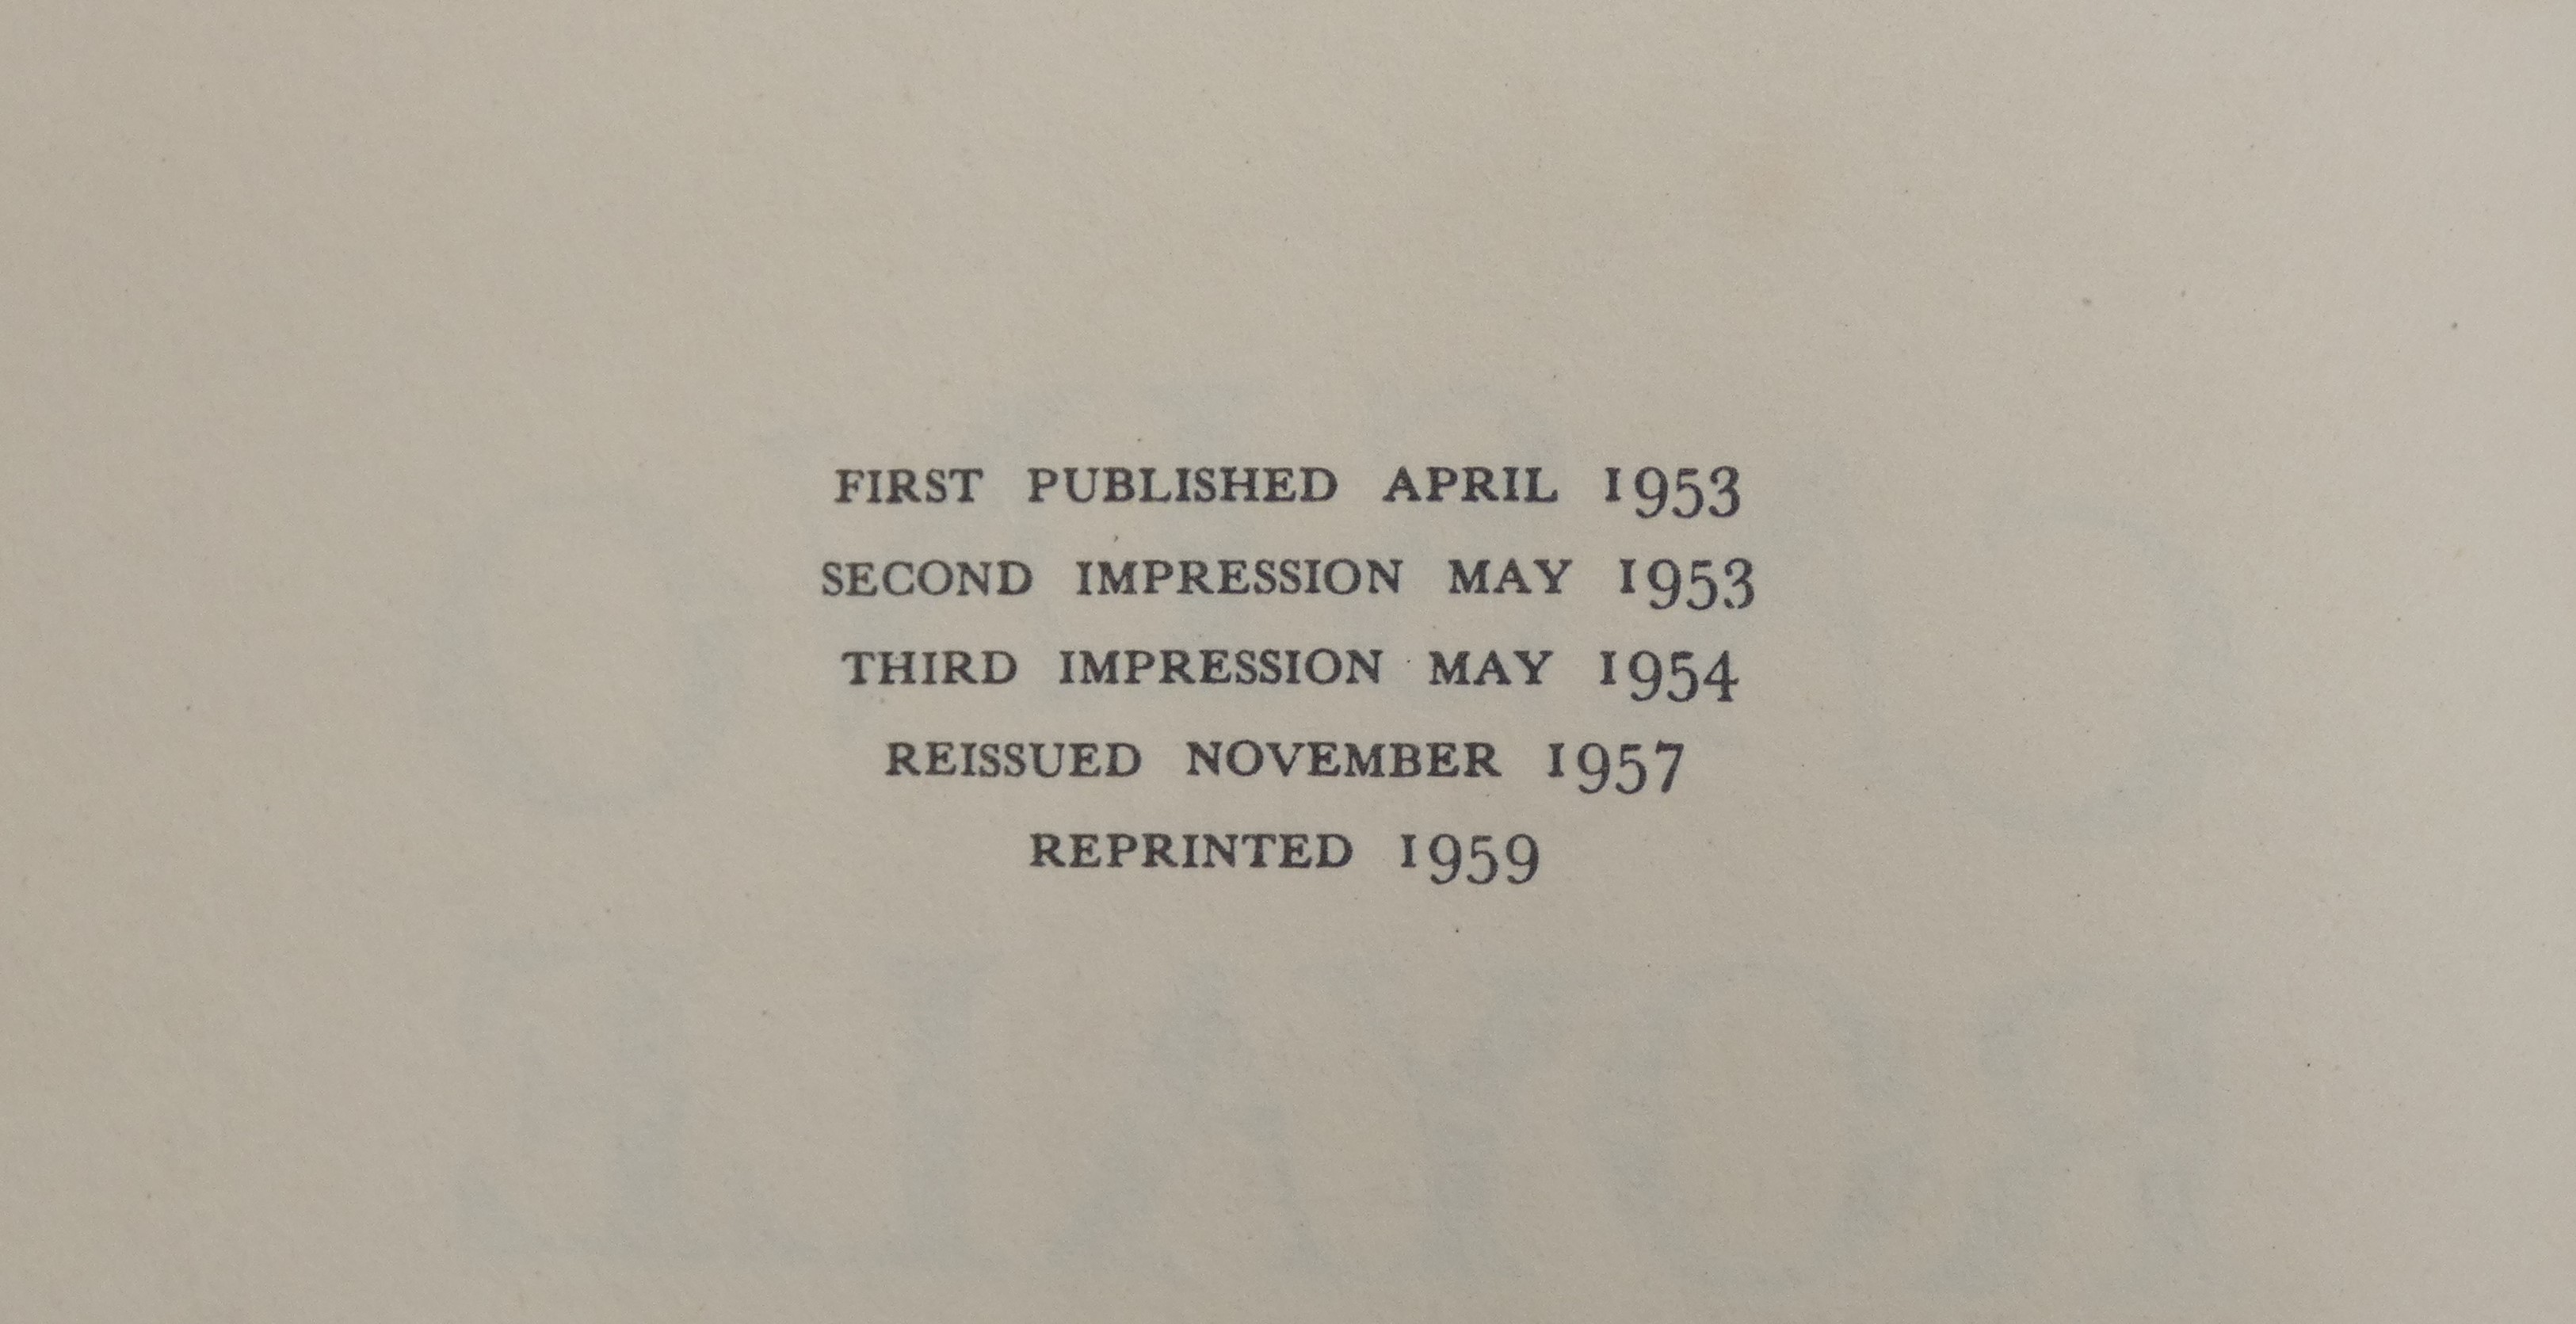 FIRST PUBLISHED APRIL 1953
SECOND IMPRESSION MAY 1953
THIRD IMPRESSION MAY 1954
REISSUED NOVEMBER 1957
REPRINTED 1959